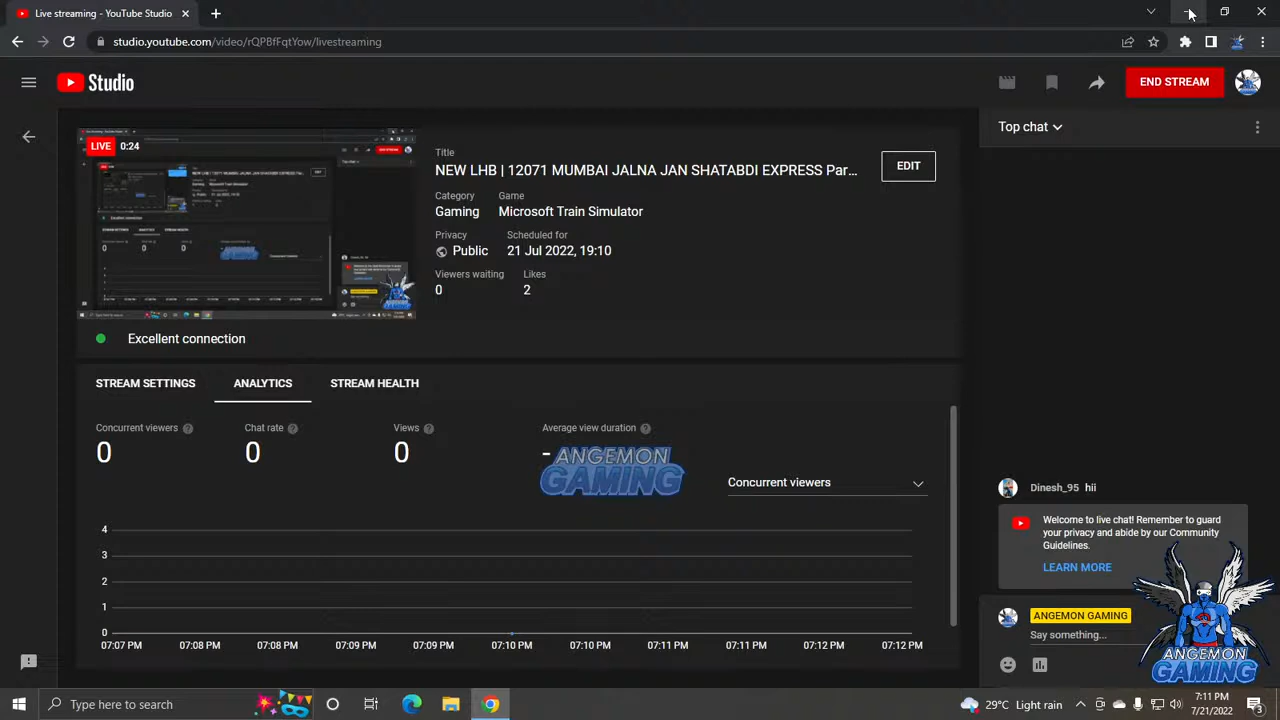 Live streaming - YouTube Studio
studio.youtube.com/video/rQPBfFqtYow/livestreaming
Studio
END STREAM
LIVE 0:24
Title
NEW LHB | 12071 MUMBAI JALNA JAN SHATABDI EXPRESS Par...
EDIT
Category Game
Gaming Microsoft Train Simulator
Privacy Scheduled for
Public 21 Jul 2022, 19:10
Viewers waiting Likes
0 2
Excellent connection
STREAM SETTINGS ANALYTICS STREAM HEALTH
Concurrent viewers Chat rate Views Average view duration
0 0 0 -
ANGEMON
GAMING
Concurrent viewers
4
3
2
1
0
07:07 PM 07:08 PM 07:08 PM 07:09 PM 07:09 PM 07:10 PM 07:10 PM 07:11 PM 07:11 PM 07:12 PM 07:12 PM
Top chat
Dinesh_95 hii
Welcome to live chat! Remember to guard
your privacy and abide by our Community
Guidelines.
LEARN MORE
ANGEMON GAMING
Say something...
ANGEMON
GAMING
Type here to search
29°C Light rain
7:11 PM
7/21/2022